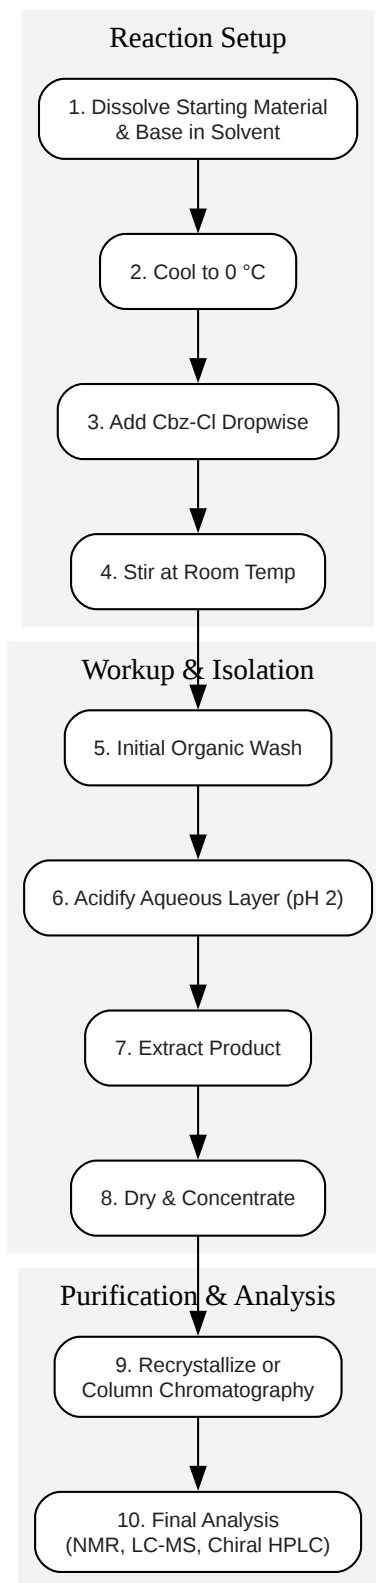 Reaction Setup
1. Dissolve Starting Material
& Base in Solvent
2. Cool to 0 °C
3. Add Cbz-Cl Dropwise
4. Stir at Room Temp
Workup & Isolation
5. Initial Organic Wash
6. Acidify Aqueous Layer (pH 2)
7. Extract Product
8. Dry & Concentrate
Purification & Analysis
9. Recrystallize or
Column Chromatography
10. Final Analysis
(NMR, LC-MS, Chiral HPLC)